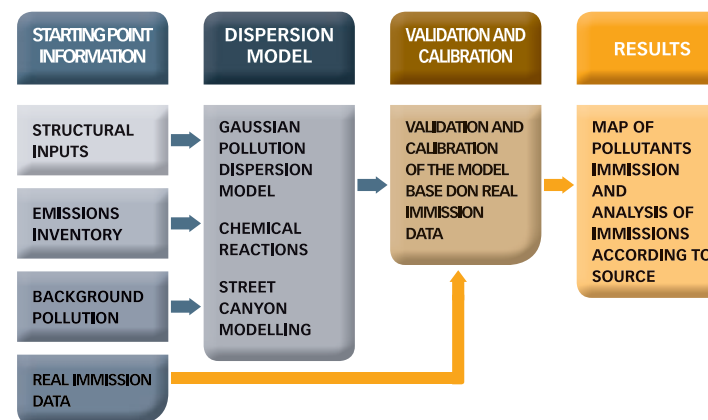 STARTING POINT
INFORMATION
DISPERSION
MODEL
VALIDATION AND
CALIBRATION
RESULTS
STRUCTURAL
INPUTS
EMISSIONS
INVENTORY
BACKGROUND
POLLUTION
REAL IMMISSION
DATA
GAUSSIAN
POLLUTION
DISPERSION
MODEL
CHEMICAL
REACTIONS
STREET
CANYON
MODELLING
VALIDATION AND
CALIBRATION
OF THE MODEL
BASE DON REAL
IMMISSION
DATA
MAP OF
POLLUTANTS
IMMISSION
AND
ANALYSIS OF
IMMISSIONS
ACCORDING TO
SOURCE